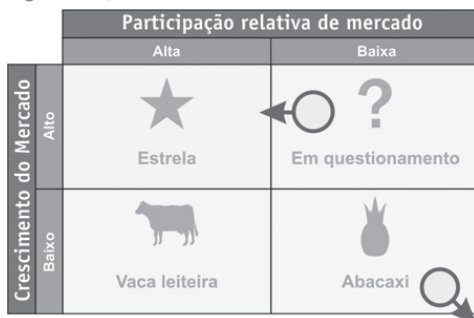 Participação relativa de mercado
Alta
Baixa
Crescimento do Mercado
Alto
Estrela
Em questionamento
Baixo
Vaca leiteira
Abacaxi